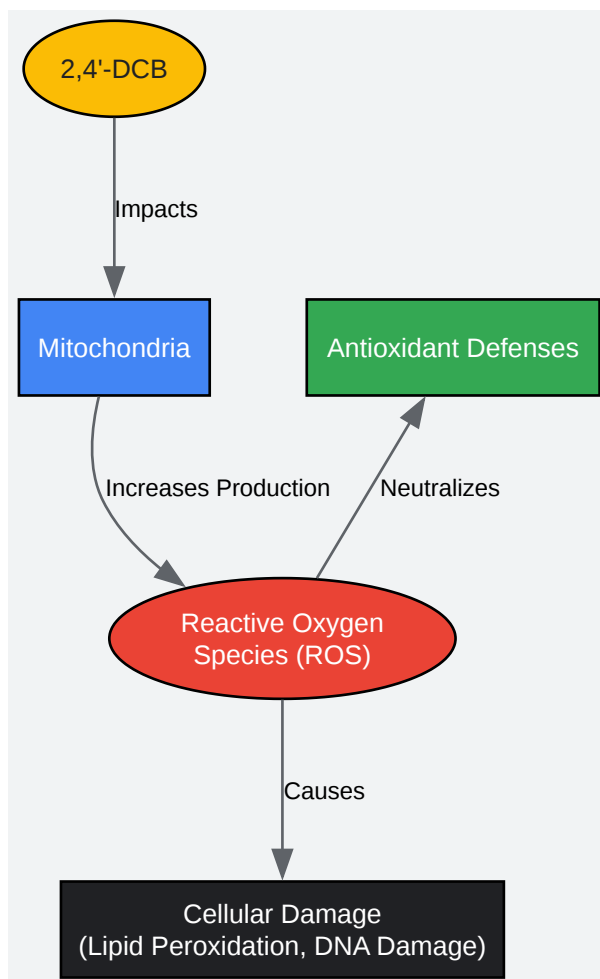 2,4'-DCB
Impacts
Mitochondria
Antioxidant Defenses
Increases Production
Neutralizes
Reactive Oxygen
Species (ROS)
Causes
Cellular Damage
(Lipid Peroxidation, DNA Damage)